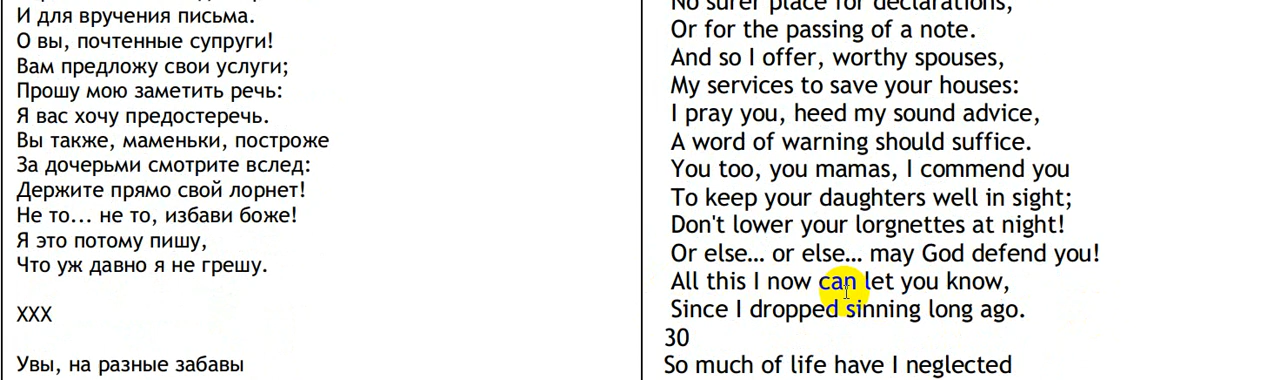 И для вручения письма.
О вы, почтенные супруги!
Вам предложу свои услуги;
Прошу мою заметить речь:
Я вас хочу предостеречь.
Вы также, маменьки, построже
За дочерьми смотрите вслед:
Держите прямо свой лорнет!
Не то... не то, избави боже!
Я это потому пишу,
Что уж давно я не грешу.
XXX
Увы, на разные забавы
No surer place for declarations,
Or for the passing of a note.
And so I offer, worthy spouses,
My services to save your houses:
I pray you, heed my sound advice,
A word of warning should suffice.
You too, you mamas, I commend you
To keep your daughters well in sight;
Don't lower your lorgnettes at night!
Or else... or else... may God defend you!
All this I now can let you know,
Since I dropped sinning long ago.
30
So much of life have I neglected